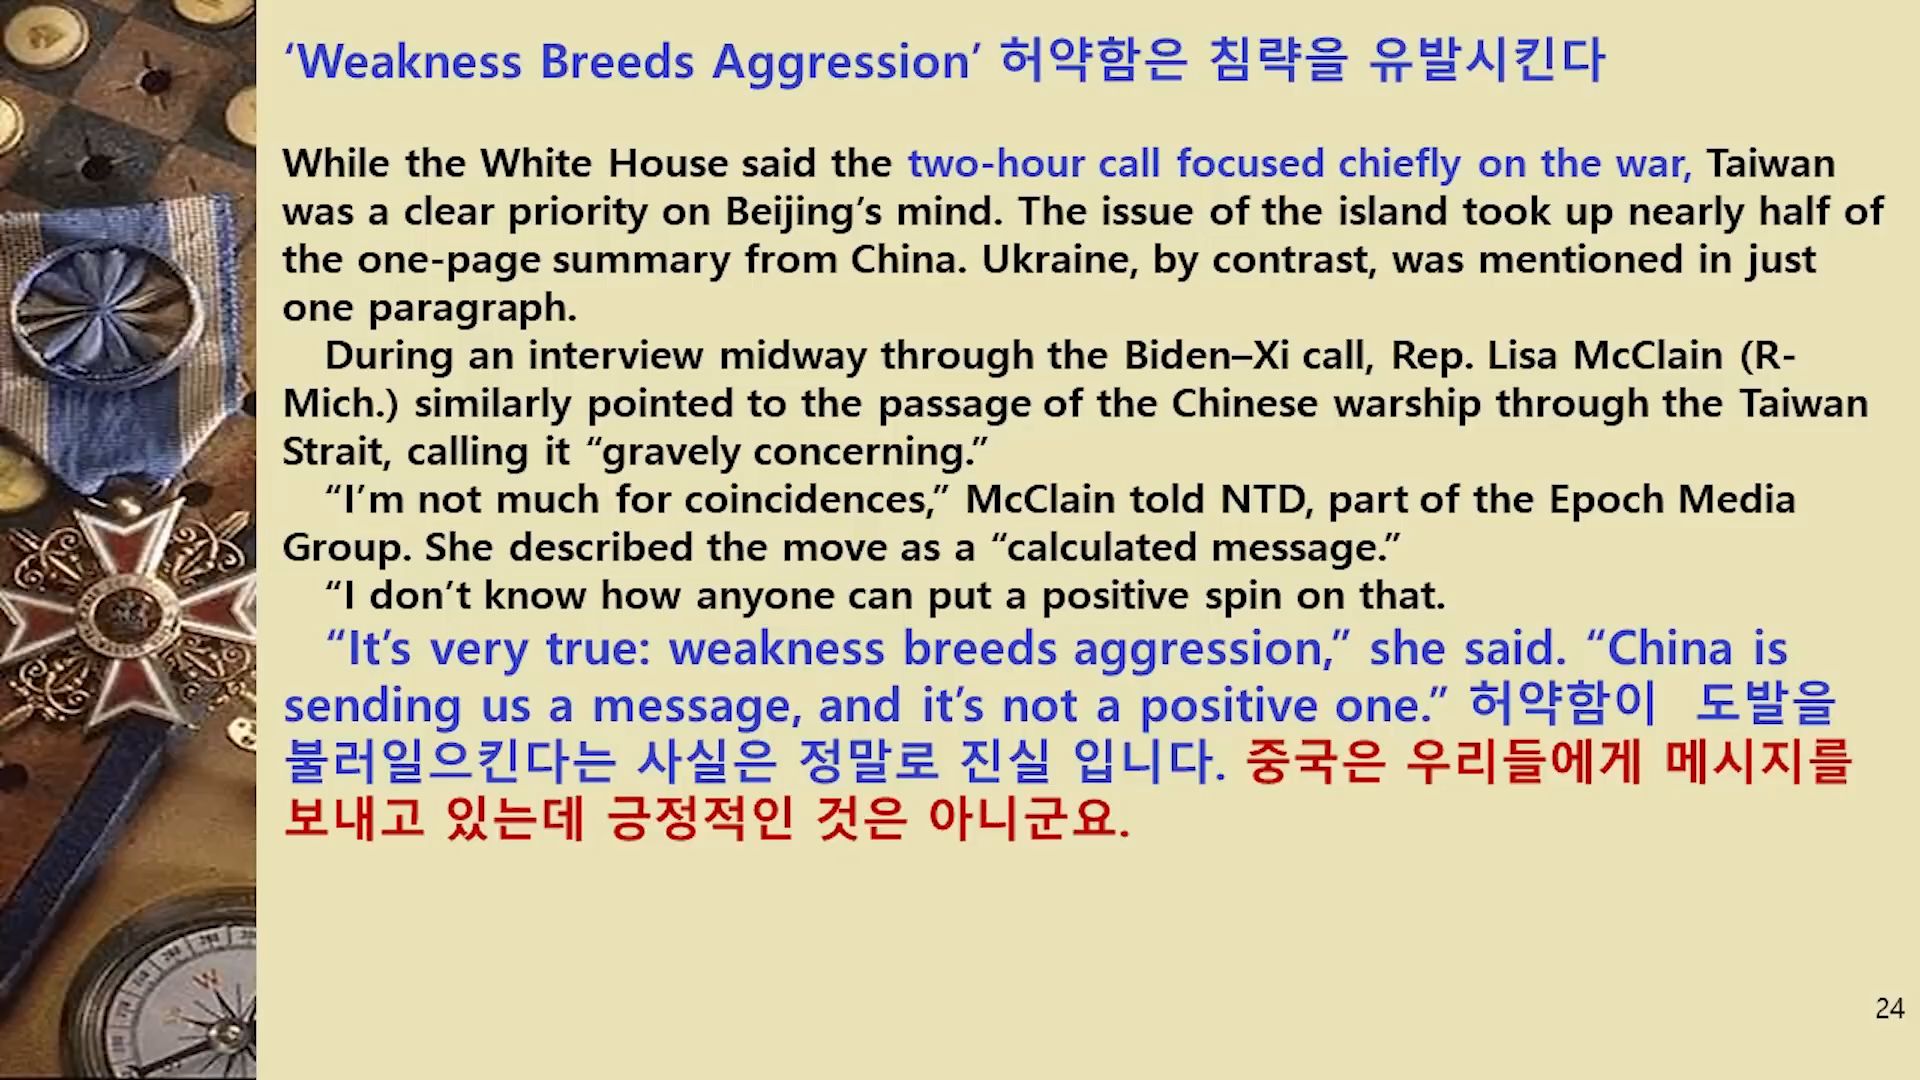 ‘Weakness Breeds Aggression’ 허약함은 침략을 유발시킨다
While the White House said the two-hour call focused chiefly on the war, Taiwan
was a clear priority on Beijing’s mind. The issue of the island took up nearly half of
the one-page summary from China. Ukraine, by contrast, was mentioned in just
one paragraph.
During an interview midway through the Biden–Xi call, Rep. Lisa McClain (R-
Mich.) similarly pointed to the passage of the Chinese warship through the Taiwan
Strait, calling it “gravely concerning.”
“I’m not much for coincidences,” McClain told NTD, part of the Epoch Media
Group. She described the move as a “calculated message.”
“I don’t know how anyone can put a positive spin on that.
“It’s very true: weakness breeds aggression,” she said. “China is
sending us a message, and it’s not a positive one.” 허약함이 도발을
불러일으킨다는 사실은 정말로 진실 입니다. 중국은 우리들에게 메시지를
보내고 있는데 긍정적인 것은 아니군요.
24